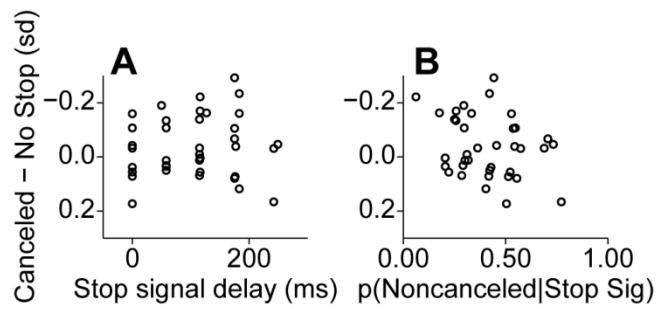 A
B
Canceled − No Stop (sd)
−0.2
0.0
0.2
−0.2
0.0
0.2
0
200
0.00
0.50
1.00
Stop signal delay (ms)
p(Noncanceled|Stop Sig)